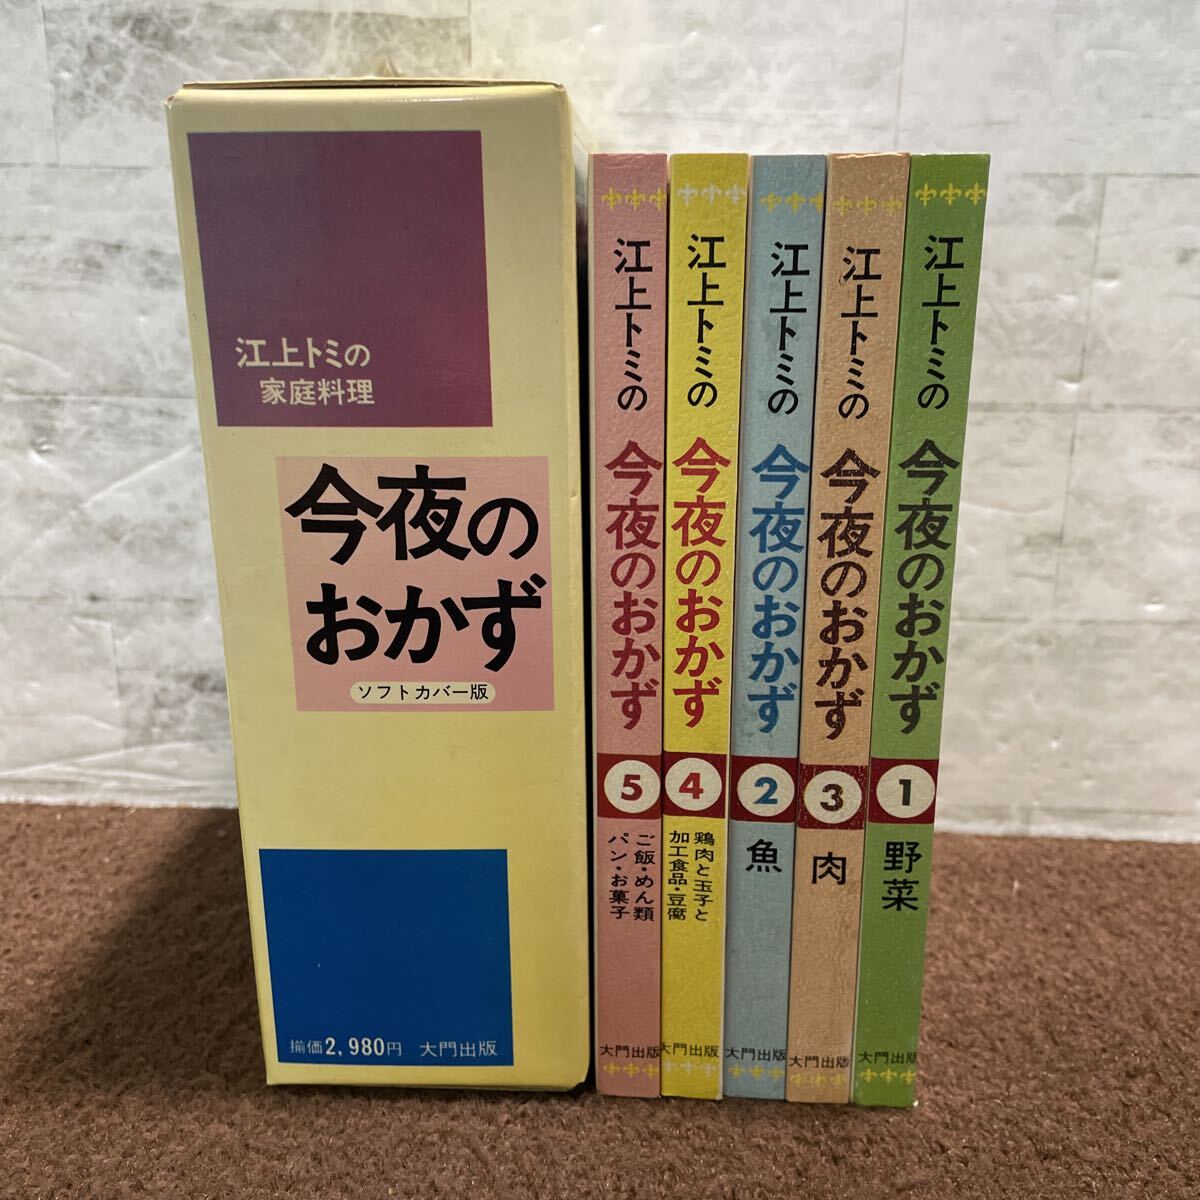 江上トミの
家庭料理
今夜の
おかず
ソフトカバー版
揃価2,980円 大門出版
江上トミの 今夜のおかず
5
ご飯・めん類
パン・お菓子
大門出版
江上トミの 今夜のおかず
4
鶏肉と玉子と
加工食品・豆腐
大門出版
江上トミの 今夜のおかず
2
魚
大門出版
江上トミの 今夜のおかず
3
肉
大門出版
江上トミの 今夜のおかず
1
野菜
大門出版